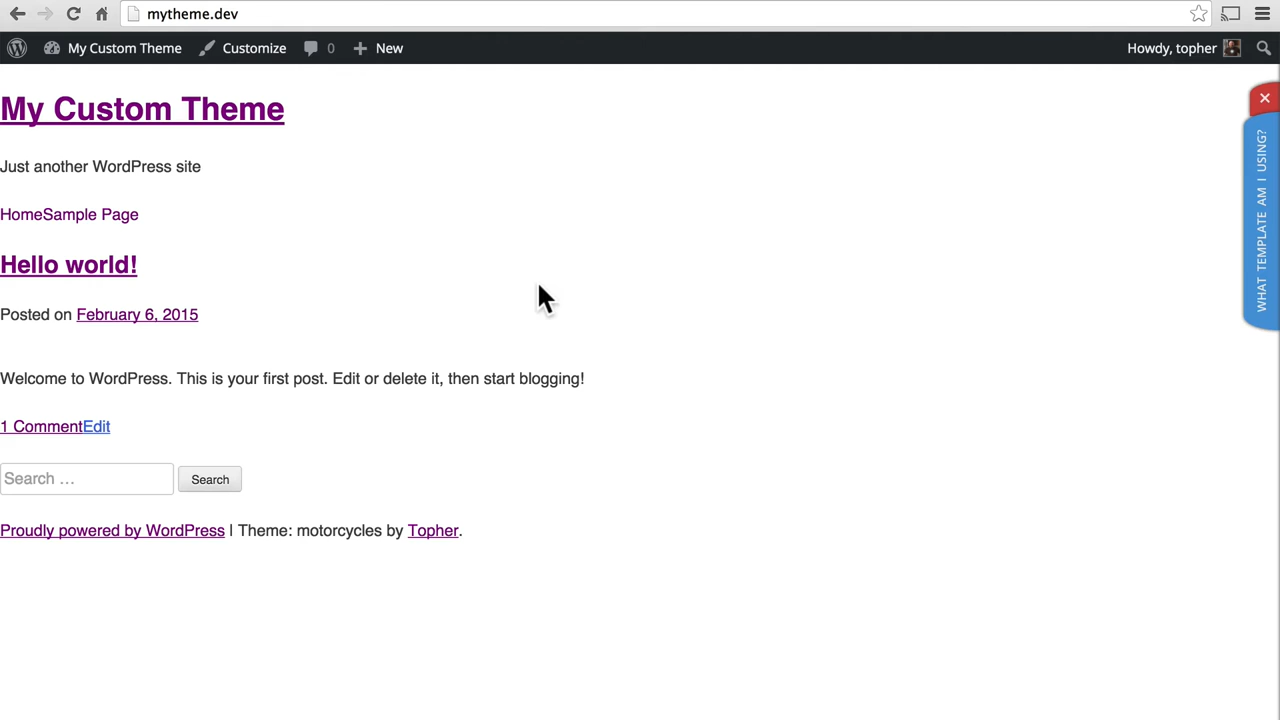 mytheme.dev
My Custom Theme Customize 0 New Howdy, topher
My Custom Theme
Just another WordPress site
HomeSample Page
Hello world!
Posted on February 6, 2015
Welcome to WordPress. This is your first post. Edit or delete it, then start blogging!
1 CommentEdit
Search …
Search
Proudly powered by WordPress | Theme: motorcycles by Topher.
WHAT TEMPLATE AM I USING?